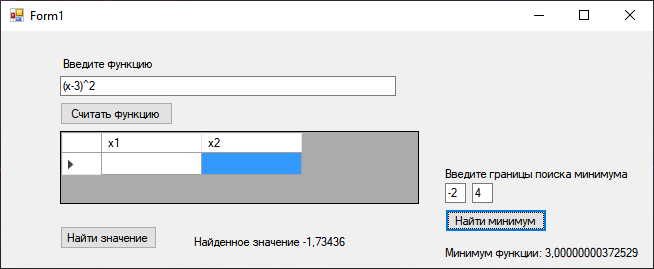 Form1
Введите функцию
(x-3)^2
Считать функцию
x1 x2
Введите границы поиска минимума
-2 4
Найти минимум
Найти значение
Найденное значение -1,73436
Минимум функции: 3,00000000372529